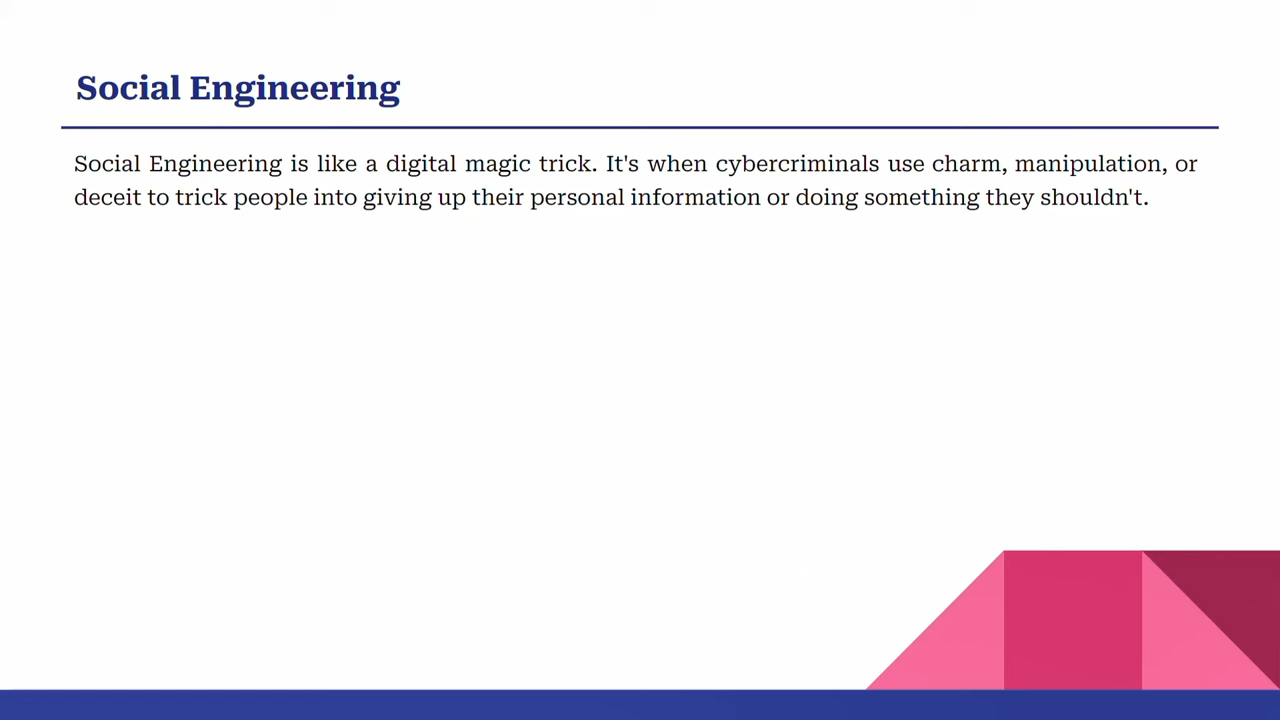 Social Engineering
Social Engineering is like a digital magic trick. It's when cybercriminals use charm, manipulation, or
deceit to trick people into giving up their personal information or doing something they shouldn't.